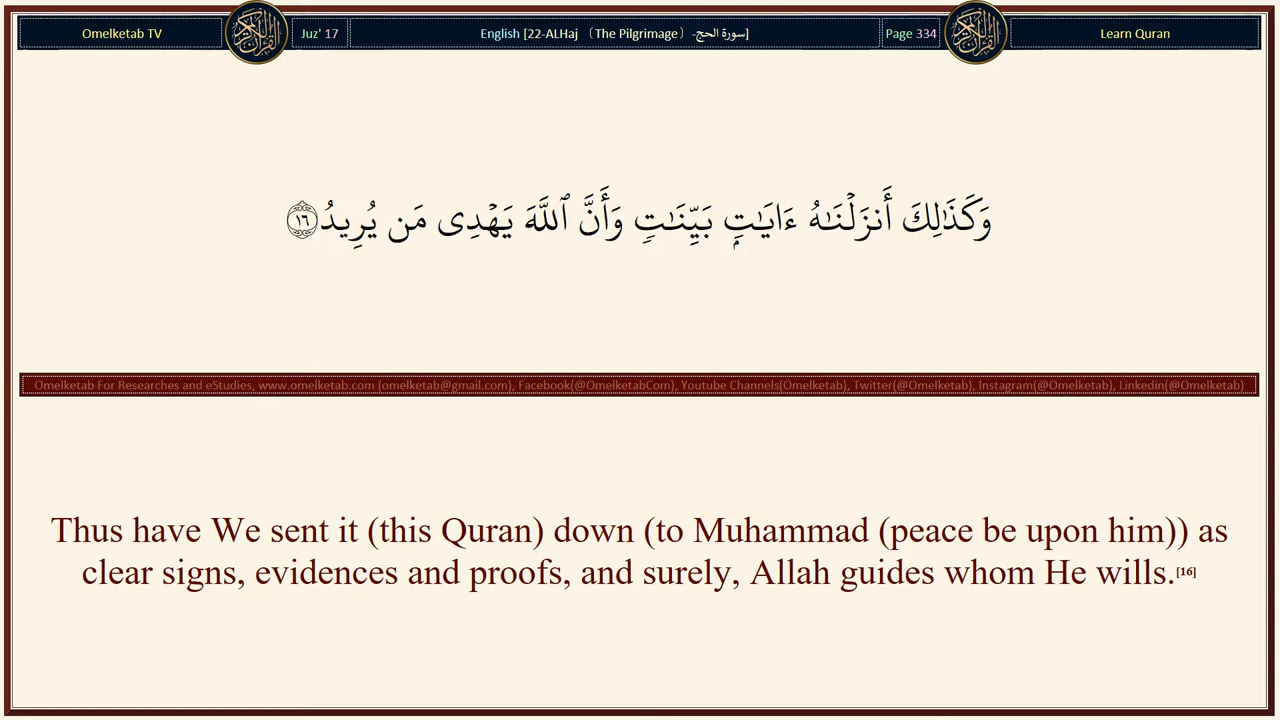 Omelketab TV
Juz' 17
English [22-ALHaj （The Pilgrimage）-سورة الحج]
Page 334
Learn Quran
وَكَذَٰلِكَ أَنزَلْنَٰهُ ءَايَٰتٍۭ بَيِّنَٰتٍۢ وَأَنَّ ٱللَّهَ يَهْدِى مَن يُرِيدُ ١٦
Omelketab For Researches and eStudies, www.omelketab.com (omelketab@gmail.com), Facebook(@OmelketabCom), Youtube Channels(Omelketab), Twitter(@Omelketab), Instagram(@Omelketab), Linkedin(@Omelketab)
Thus have We sent it (this Quran) down (to Muhammad (peace be upon him)) as
clear signs, evidences and proofs, and surely, Allah guides whom He wills.[16]